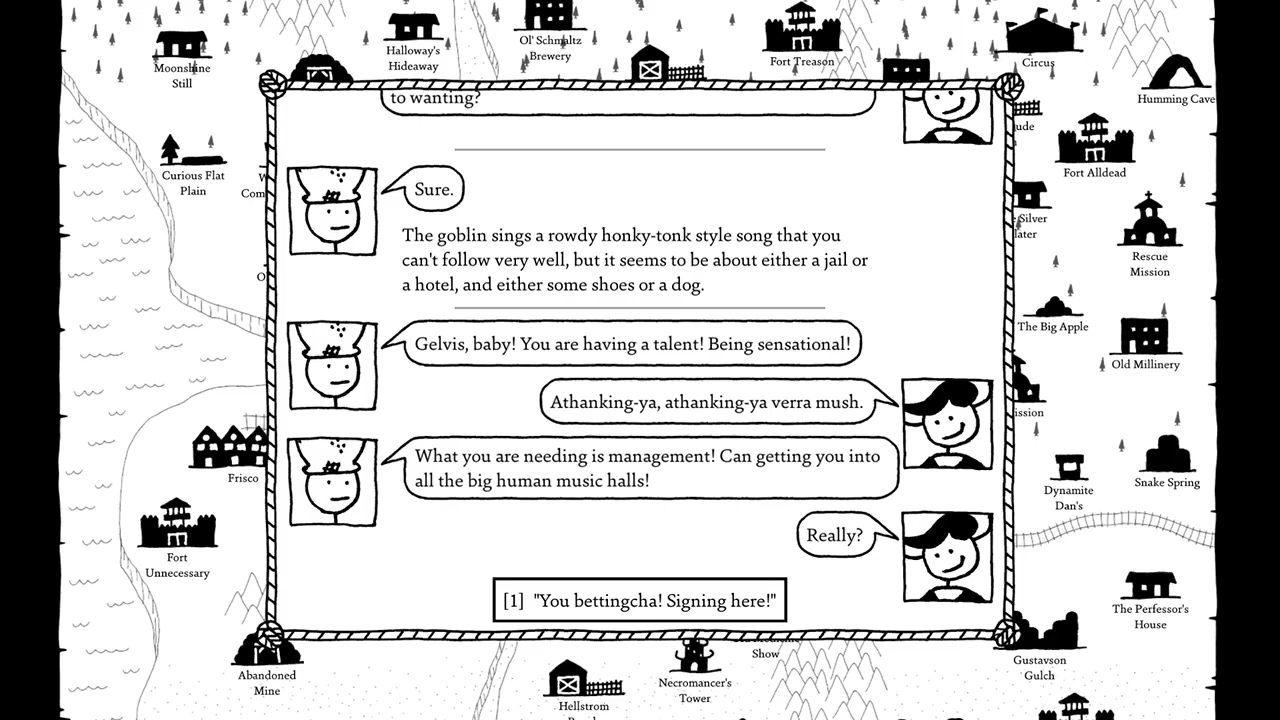 Moonshine
Still
Halloway's
Hideaway
Ol' Schmaltz
Brewery
Fort Treason
Circus
Humming Cave
to wanting?
Curious Flat
Plain
Fort Alldead
Sure.
Rescue
Mission
The goblin sings a rowdy honky-tonk style song that you
can't follow very well, but it seems to be about either a jail or
a hotel, and either some shoes or a dog.
The Big Apple
Gelvis, baby! You are having a talent! Being sensational!
Old Millinery
Athanking-ya, athanking-ya verra mush.
What you are needing is management! Can getting you into
all the big human music halls!
Frisco
Dynamite
Dan's
Snake Spring
Really?
Fort
Unnecessary
[1] "You bettingcha! Signing here!"
The Perfessor's
House
Show
Gustavson
Gulch
Abandoned
Mine
Necromancer's
Tower
Hellstrom